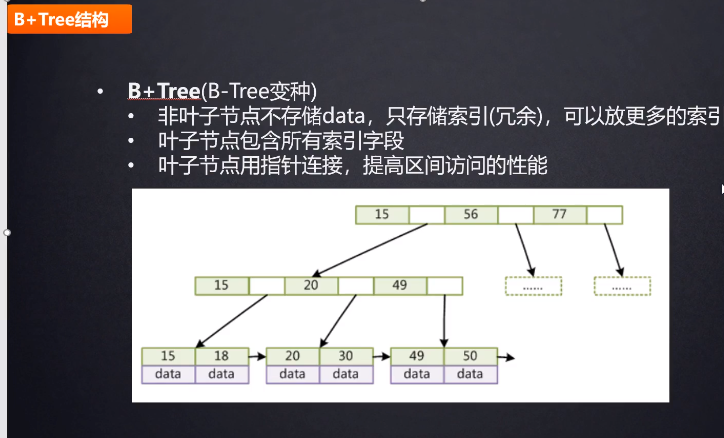 B+Tree结构
• B+Tree(B-Tree变种)
• 非叶子节点不存储data，只存储索引(冗余)，可以放更多的索引
• 叶子节点包含所有索引字段
• 叶子节点用指针连接，提高区间访问的性能
15 56 77
15 20 49 ...... ......
15 18 20 30 49 50
data data data data data data